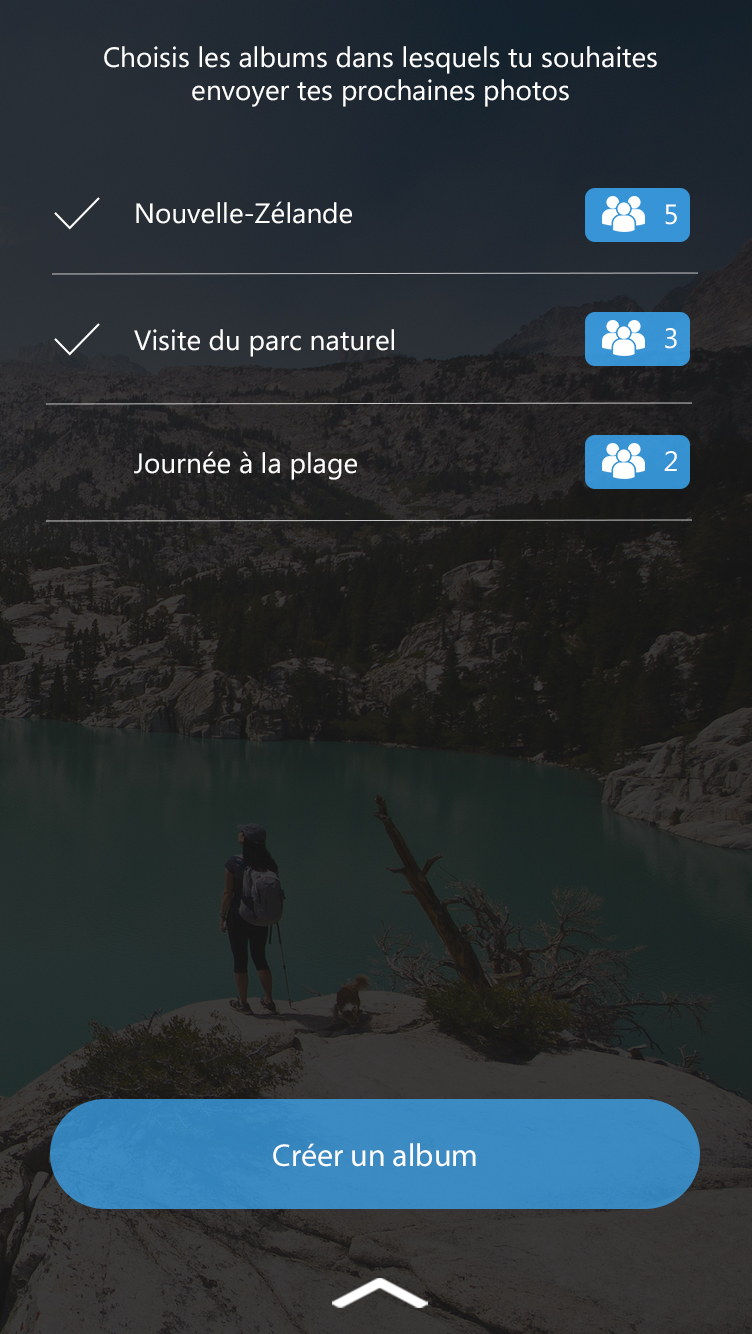 Choisis les albums dans lesquels tu souhaites
envoyer tes prochaines photos
Nouvelle-Zélande 5
Visite du parc naturel 3
Journée à la plage 2
Créer un album